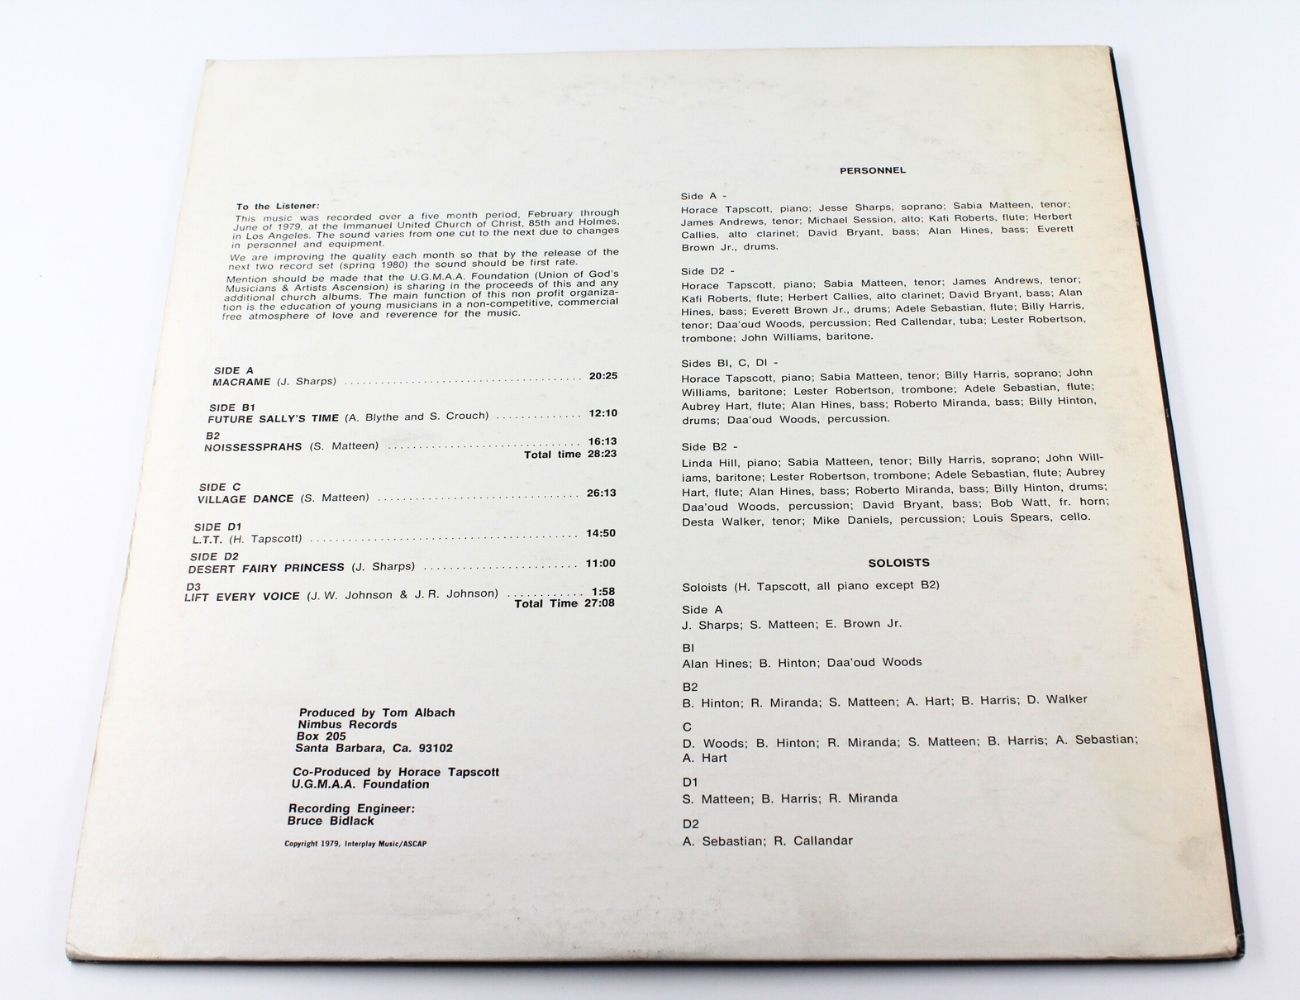 To the Listener:
This music was recorded over a five month period, February through
June of 1979, at the Immanuel United Church of Christ, 85th and Holmes,
in Los Angeles. The sound varies from one cut to the next due to changes
in personnel and equipment.
We are improving the quality each month so that by the release of the
next two record set (spring 1980) the sound should be first rate.
Mention should be made that the U.G.M.A.A. Foundation (Union of God's
Musicians & Artists Ascension) is sharing in the proceeds of this and any
additional church albums. The main function of this non profit organiza-
tion is the education of young musicians in a non-competitive, commercial
free atmosphere of love and reverence for the music.
SIDE A
MACRAME (J. Sharps) ..................................... 20:25
SIDE B1
FUTURE SALLY'S TIME (A. Blythe and S. Crouch) ............. 12:10
B2
NOISSESSPRAHS (S. Matteen) .............................. 16:13
Total time 28:23
SIDE C
VILLAGE DANCE (S. Matteen) ................................ 26:13
SIDE D1
L.T.T. (H. Tapscott) .......................................... 14:50
SIDE D2
DESERT FAIRY PRINCESS (J. Sharps) ........................ 11:00
D3
LIFT EVERY VOICE (J. W. Johnson & J. R. Johnson) ............ 1:58
Total Time 27:08
Produced by Tom Albach
Nimbus Records
Box 205
Santa Barbara, Ca. 93102
Co-Produced by Horace Tapscott
U.G.M.A.A. Foundation
Recording Engineer:
Bruce Bidlack
Copyright 1979, Interplay Music/ASCAP
PERSONNEL
Side A -
Horace Tapscott, piano; Jesse Sharps, soprano; Sabia Matteen, tenor;
James Andrews, tenor; Michael Session, alto; Kafi Roberts, flute; Herbert
Callies, alto clarinet; David Bryant, bass; Alan Hines, bass; Everett
Brown Jr., drums.
Side D2 -
Horace Tapscott, piano; Sabia Matteen, tenor; James Andrews, tenor;
Kafi Roberts, flute; Herbert Callies, alto clarinet; David Bryant, bass; Alan
Hines, bass; Everett Brown Jr., drums; Adele Sebastian, flute; Billy Harris,
tenor; Daa'oud Woods, percussion; Red Callendar, tuba; Lester Robertson,
trombone; John Williams, baritone.
Sides BI, C, DI -
Horace Tapscott, piano; Sabia Matteen, tenor; Billy Harris, soprano; John
Williams, baritone; Lester Robertson, trombone; Adele Sebastian, flute;
Aubrey Hart, flute; Alan Hines, bass; Roberto Miranda, bass; Billy Hinton,
drums; Daa'oud Woods, percussion.
Side B2 -
Linda Hill, piano; Sabia Matteen, tenor; Billy Harris, soprano; John Will-
iams, baritone; Lester Robertson, trombone; Adele Sebastian, flute; Aubrey
Hart, flute; Alan Hines, bass; Roberto Miranda, bass; Billy Hinton, drums;
Daa'oud Woods, percussion; David Bryant, bass; Bob Watt, fr. horn;
Desta Walker, tenor; Mike Daniels, percussion; Louis Spears, cello.
SOLOISTS
Soloists (H. Tapscott, all piano except B2)
Side A
J. Sharps; S. Matteen; E. Brown Jr.
BI
Alan Hines; B. Hinton; Daa'oud Woods
B2
B. Hinton; R. Miranda; S. Matteen; A. Hart; B. Harris; D. Walker
C
D. Woods; B. Hinton; R. Miranda; S. Matteen; B. Harris; A. Sebastian;
A. Hart
D1
S. Matteen; B. Harris; R. Miranda
D2
A. Sebastian; R. Callandar